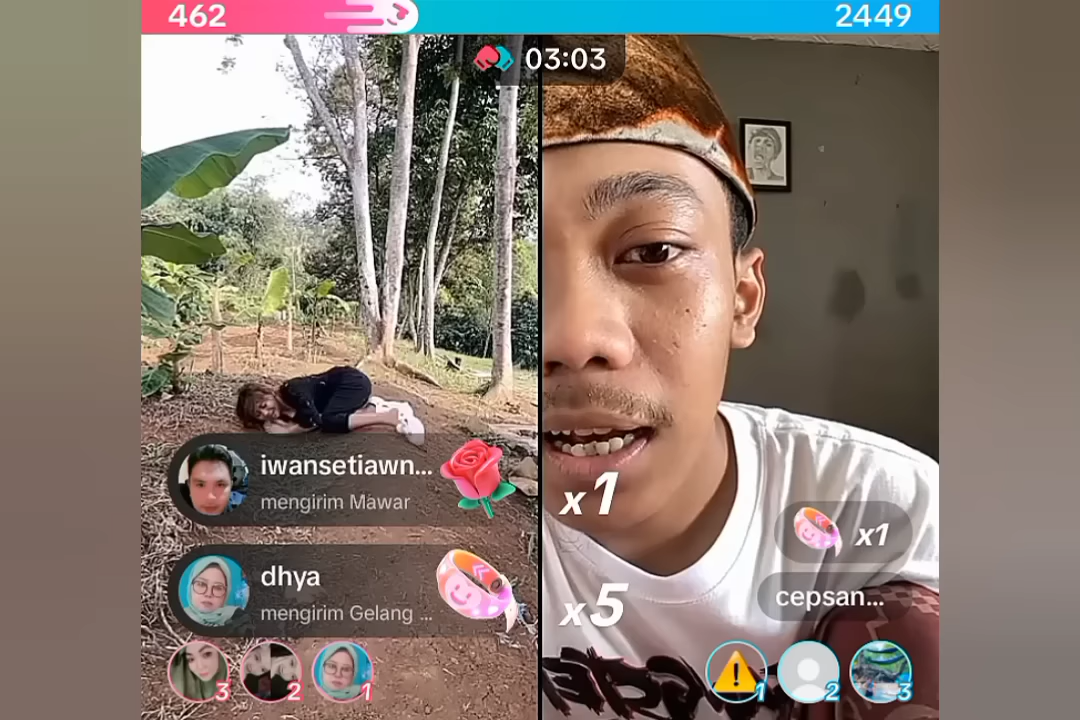 462
2449
03:03
iwansetiawn...
mengirim Mawar
x1
x1
dhya
mengirim Gelang ...
x5
cepsan...
3
2
1
1
2
3